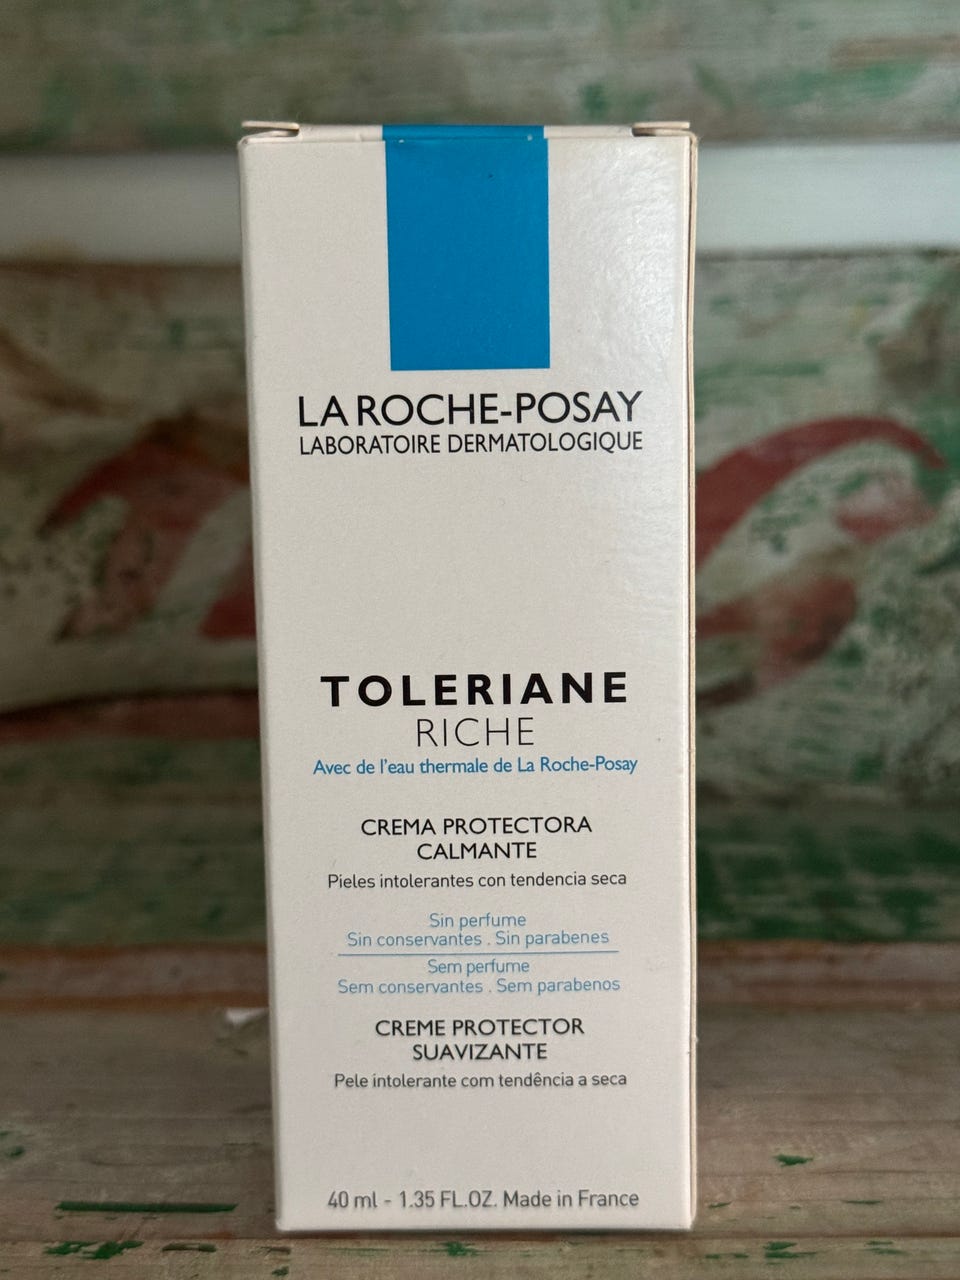 LA ROCHE-POSAY
LABORATOIRE DERMATOLOGIQUE
TOLERIANE
RICHE
Avec de l'eau thermale de La Roche-Posay
CREMA PROTECTORA
CALMANTE
Pieles intolerantes con tendencia seca
Sin perfume
Sin conservantes . Sin parabenes
Sem perfume
Sem conservantes . Sem parabenos
CREME PROTECTOR
SUAVIZANTE
Pele intolerante com tendência a seca
40 ml - 1.35 FL.OZ. Made in France